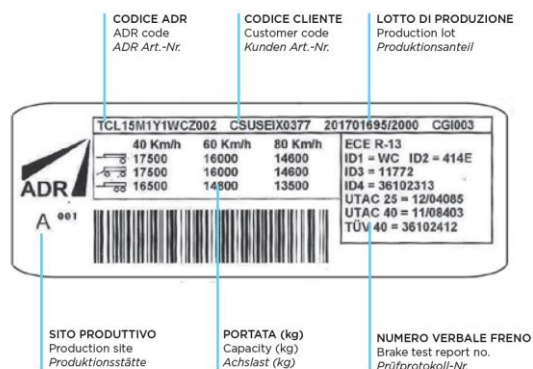 CODICE ADR
ADR code
ADR Art.-Nr.
CODICE CLIENTE
Customer code
Kunden Art.-Nr.
LOTTO DI PRODUZIONE
Production lot
Produktionsanteil
TCL15M1Y1WCZ002 CSUSEIX0377 201701695/2000 CGI003
40 Km/h 60 Km/h 80 Km/h
17500 16000 14600
17500 16000 14600
16500 14800 13500
ECE R-13
ID1 = WC ID2 = 414E
ID3 = 11772
ID4 = 36102313
UTAC 25 = 12/04085
UTAC 40 = 11/08403
TÜV 40 = 36102412
ADR
A 001
SITO PRODUTTIVO
Production site
Produktionsstätte
PORTATA (kg)
Capacity (kg)
Achslast (kg)
NUMERO VERBALE FRENO
Brake test report no.
Prüfprotokoll-Nr